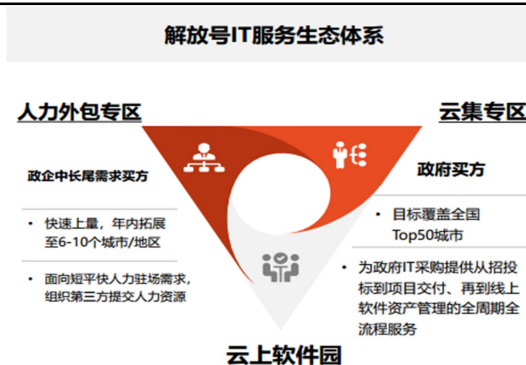 解放号IT服务生态体系
人力外包专区
政企中长尾需求买方
• 快速上量，年内拓展
至6-10个城市/地区
• 面向短平快人力驻场需求，
组织第三方提交人力资源
云集专区
政府买方
• 目标覆盖全国
Top50城市
• 为政府IT采购提供从招投
标到项目交付、再到线上
软件资产管理的全周期全
流程服务
云上软件园